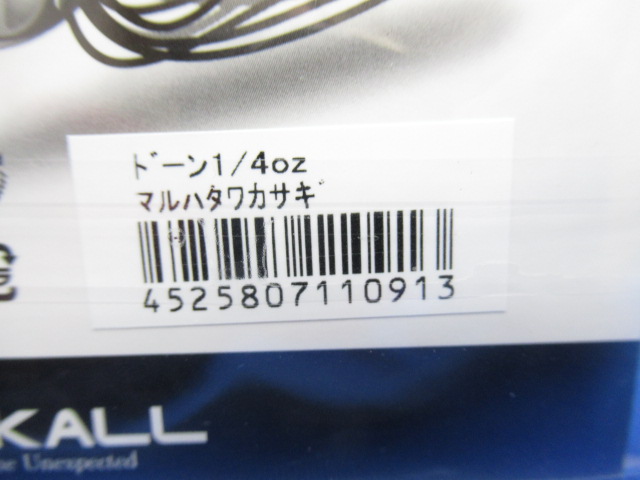 ドーン1/4oz
マルハタワカサギ
4525807110913
KALL
Unexpected